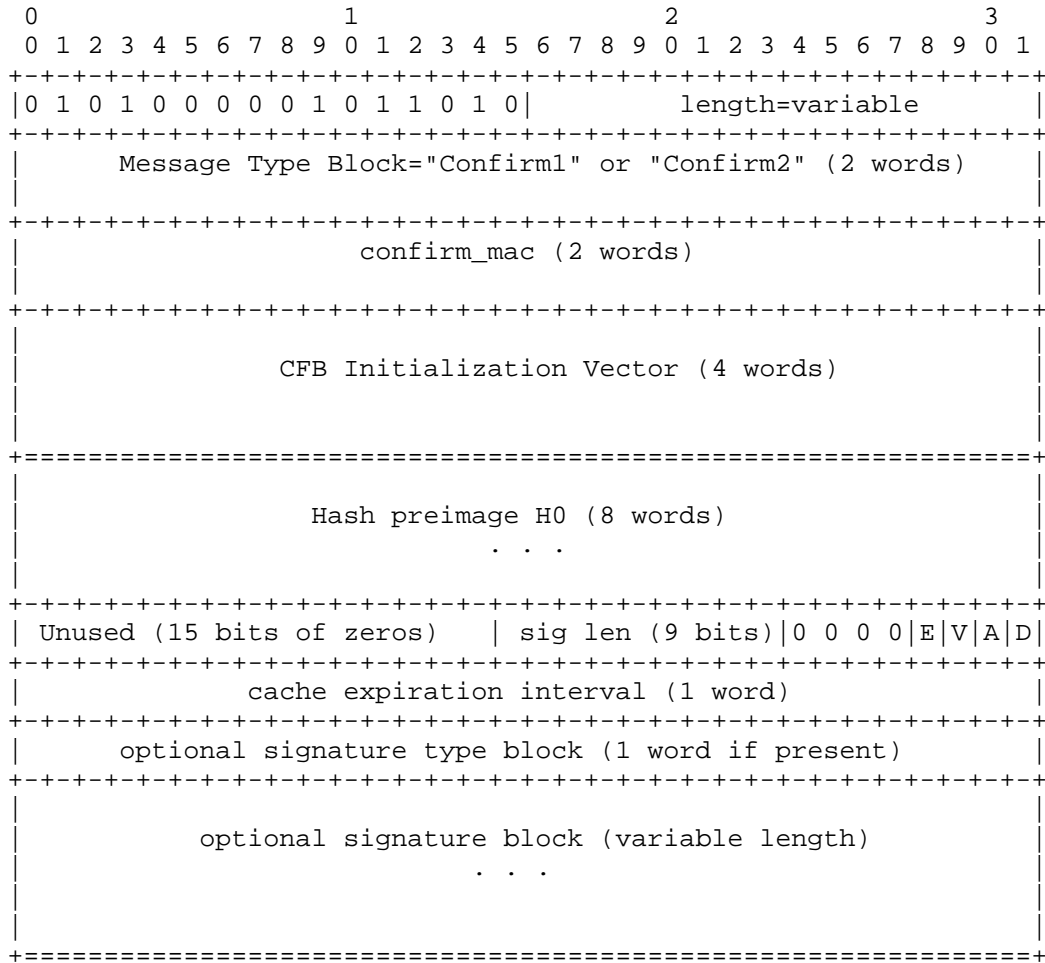 0                   1                   2                   3
0 1 2 3 4 5 6 7 8 9 0 1 2 3 4 5 6 7 8 9 0 1 2 3 4 5 6 7 8 9 0 1
+-+-+-+-+-+-+-+-+-+-+-+-+-+-+-+-+-+-+-+-+-+-+-+-+-+-+-+-+-+-+-+-+
|0 1 0 1 0 0 0 0 0 1 0 1 1 0 1 0|         length=variable       |
+-+-+-+-+-+-+-+-+-+-+-+-+-+-+-+-+-+-+-+-+-+-+-+-+-+-+-+-+-+-+-+-+
|      Message Type Block="Confirm1" or "Confirm2" (2 words)    |
|                                                               |
+-+-+-+-+-+-+-+-+-+-+-+-+-+-+-+-+-+-+-+-+-+-+-+-+-+-+-+-+-+-+-+-+
|                     confirm_mac (2 words)                     |
|                                                               |
+-+-+-+-+-+-+-+-+-+-+-+-+-+-+-+-+-+-+-+-+-+-+-+-+-+-+-+-+-+-+-+-+
|                                                               |
|                CFB Initialization Vector (4 words)            |
|                                                               |
|                                                               |
+===============================================================+
|                                                               |
|                  Hash preimage H0 (8 words)                   |
|                             . . .                             |
|                                                               |
+-+-+-+-+-+-+-+-+-+-+-+-+-+-+-+-+-+-+-+-+-+-+-+-+-+-+-+-+-+-+-+-+
| Unused (15 bits of zeros)   | sig len (9 bits)|0 0 0 0|E|V|A|D|
+-+-+-+-+-+-+-+-+-+-+-+-+-+-+-+-+-+-+-+-+-+-+-+-+-+-+-+-+-+-+-+-+
|              cache expiration interval (1 word)               |
+-+-+-+-+-+-+-+-+-+-+-+-+-+-+-+-+-+-+-+-+-+-+-+-+-+-+-+-+-+-+-+-+
|      optional signature type block (1 word if present)        |
+-+-+-+-+-+-+-+-+-+-+-+-+-+-+-+-+-+-+-+-+-+-+-+-+-+-+-+-+-+-+-+-+
|                                                               |
|           optional signature block (variable length)          |
|                            . . .                              |
|                                                               |
|                                                               |
+===============================================================+